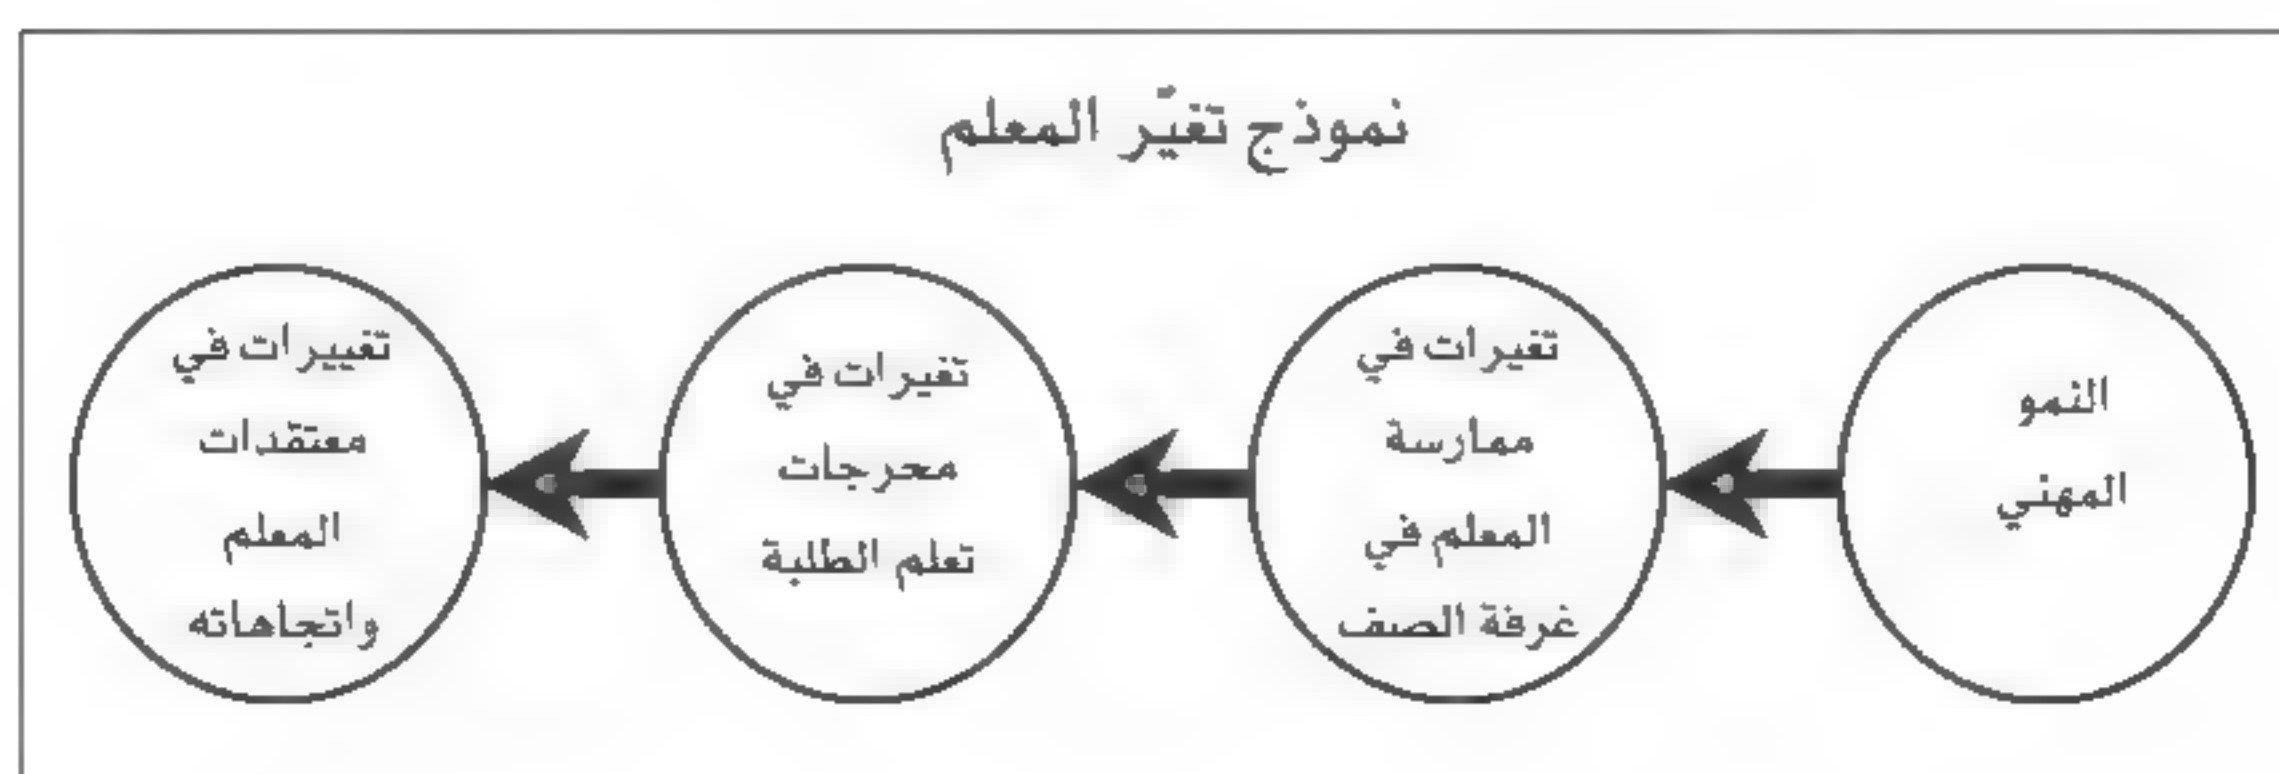 نموذج تغيّر المعلم
النمو
المهني
تغيرات في
ممارسة
المعلم في
غرفة الصف
تغيرات في
محرجات
تعلم الطلبة
تغييرات في
معتقدات
المعلم
واتجاهاته